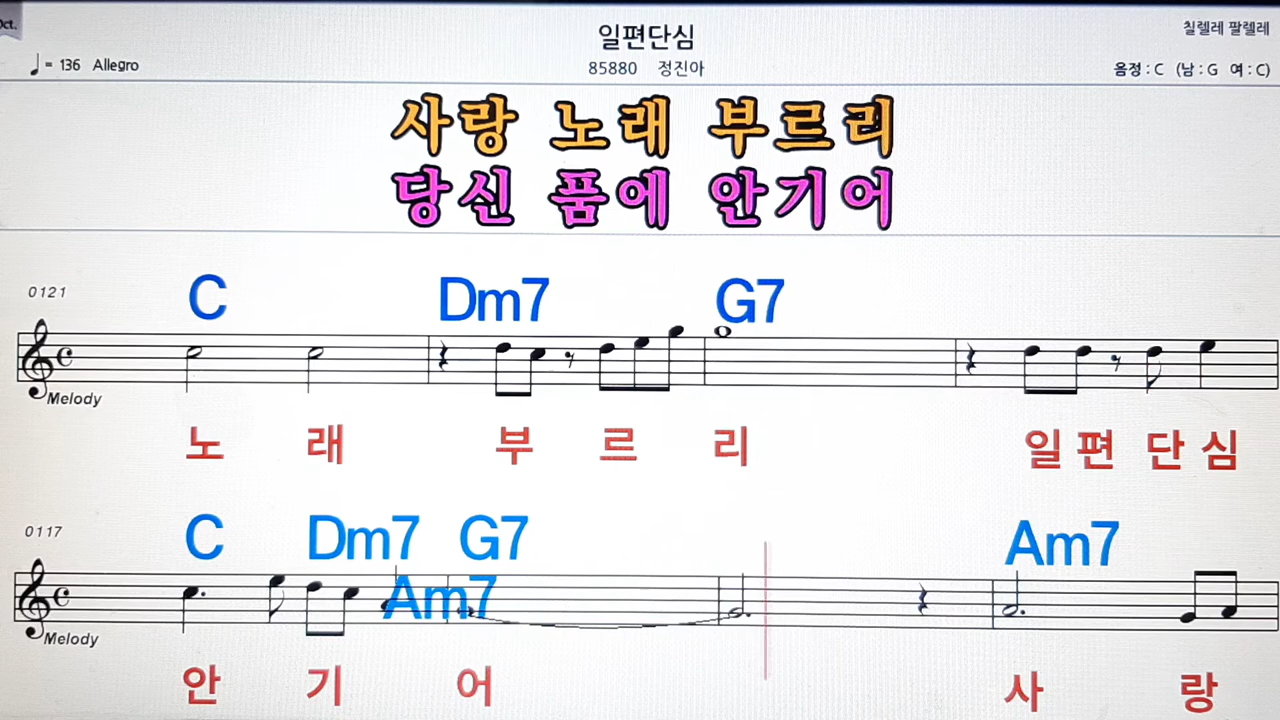 Oct.
일편단심
칠렐레 팔렐레
♩= 136 Allegro
85880 정진아
음정 : C (남 : G 여 : C)
사랑 노래 부르리
당신 품에 안기어
0121
C Dm7 G7
Melody
노 래 부 르 리 일 편 단 심
0117
C Dm7 G7 Am7
Am7
Melody
안 기 어 사 랑